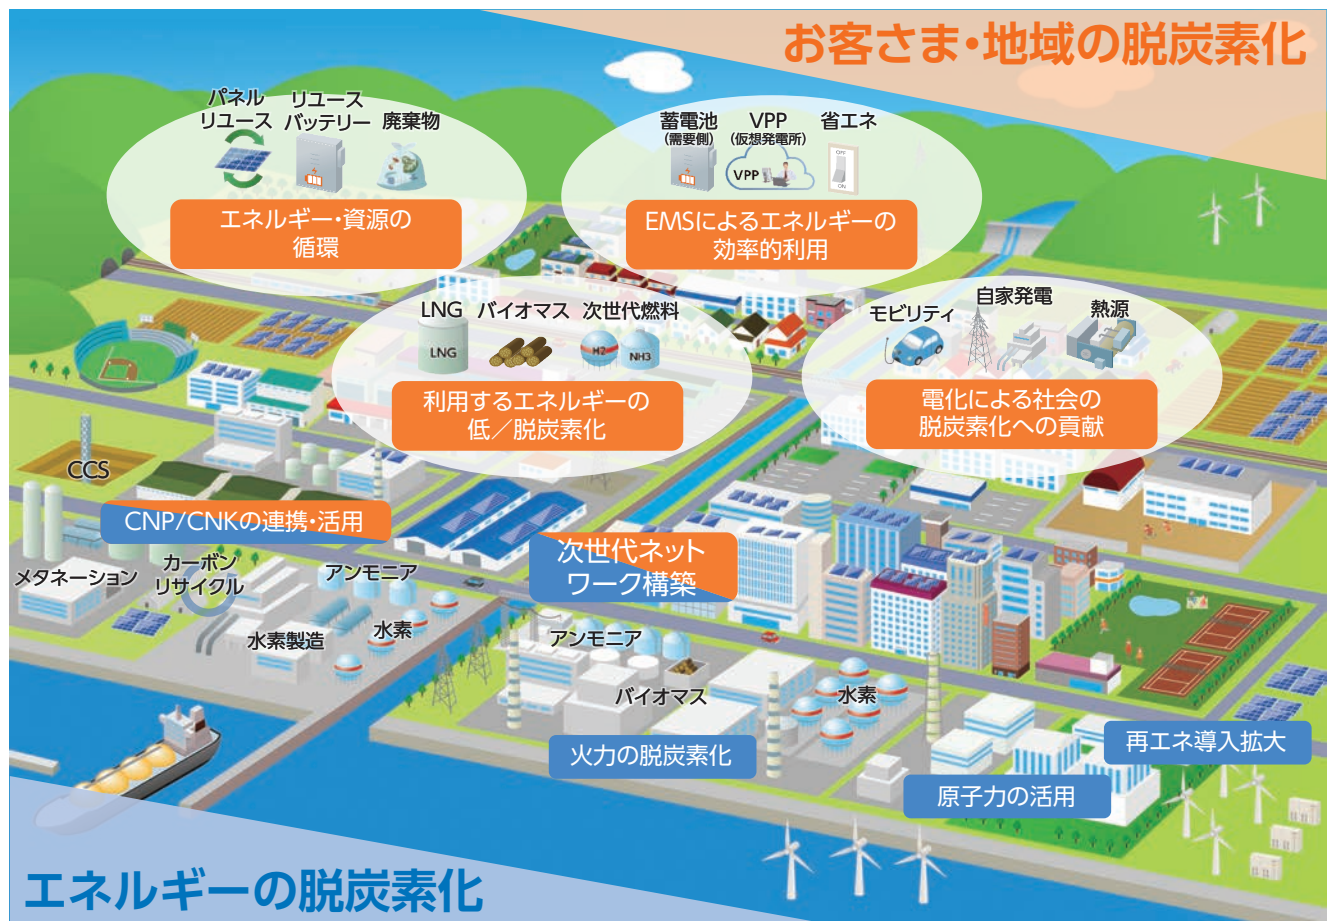 お客さま・地域の脱炭素化
パネル
リユース
リユース
バッテリー
廃棄物
エネルギー・資源の
循環
蓄電池
(需要側)
VPP
(仮想発電所)
省エネ
VPP
OFF
ON
EMSによるエネルギーの
効率的利用
LNG
バイオマス
次世代燃料
LNG
H2
NH3
利用するエネルギーの
低／脱炭素化
モビリティ
自家発電
熱源
電化による社会の
脱炭素化への貢献
CCS
CNP/CNKの連携・活用
次世代ネット
ワーク構築
メタネーション
カーボン
リサイクル
アンモニア
水素製造
水素
アンモニア
バイオマス
水素
火力の脱炭素化
原子力の活用
再エネ導入拡大
エネルギーの脱炭素化